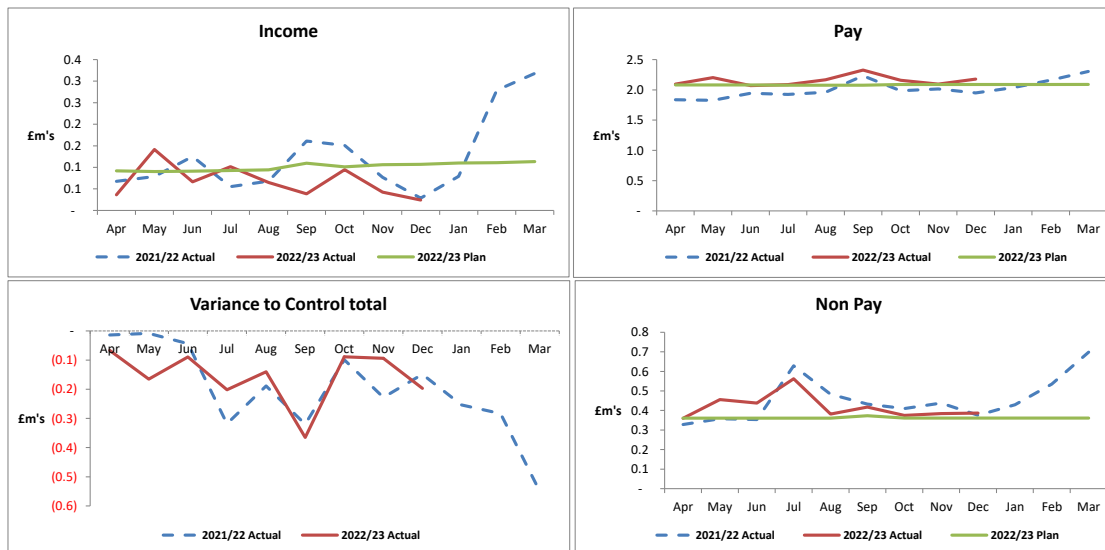 Income
0.4
0.3
0.3
0.2
0.2
0.1
0.1
-
£m's
Apr May Jun Jul Aug Sep Oct Nov Dec Jan Feb Mar
2021/22 Actual 2022/23 Actual 2022/23 Plan
Pay
2.5
2.0
1.5
1.0
0.5
-
£m's
Apr May Jun Jul Aug Sep Oct Nov Dec Jan Feb Mar
2021/22 Actual 2022/23 Actual 2022/23 Plan
Variance to Control total
-
(0.1)
(0.2)
(0.3)
(0.4)
(0.5)
(0.6)
£m's
Apr May Jun Jul Aug Sep Oct Nov Dec Jan Feb Mar
2021/22 Actual 2022/23 Actual
Non Pay
0.8
0.7
0.6
0.5
0.4
0.3
0.2
0.1
-
£m's
Apr May Jun Jul Aug Sep Oct Nov Dec Jan Feb Mar
2021/22 Actual 2022/23 Actual 2022/23 Plan